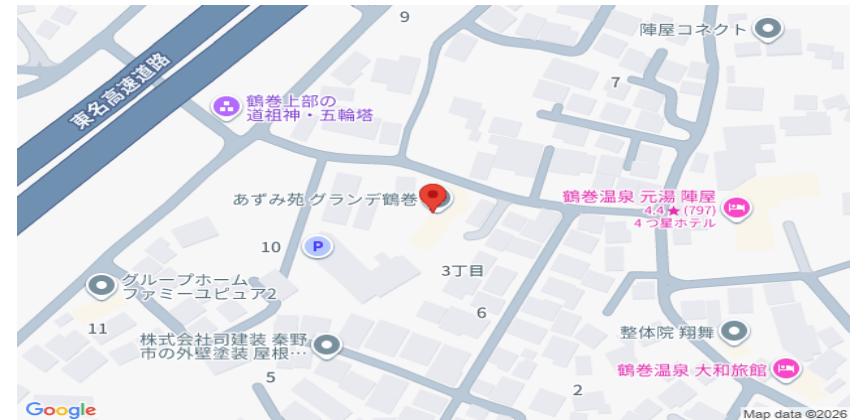 9
陣屋コネクト
東名高速道路
7
鶴巻上部の
道祖神・五輪塔
あずみ苑 グランデ鶴巻
鶴巻温泉 元湯 陣屋
4.4★(797)
4 つ星ホテル
10
P
3丁目
グループホーム
ファミーユピュア2
6
11
株式会社司建装 秦野
市の外壁塗装 屋根…
整体院 翔舞
鶴巻温泉 大和旅館
5
2
Google
Map data ©2026